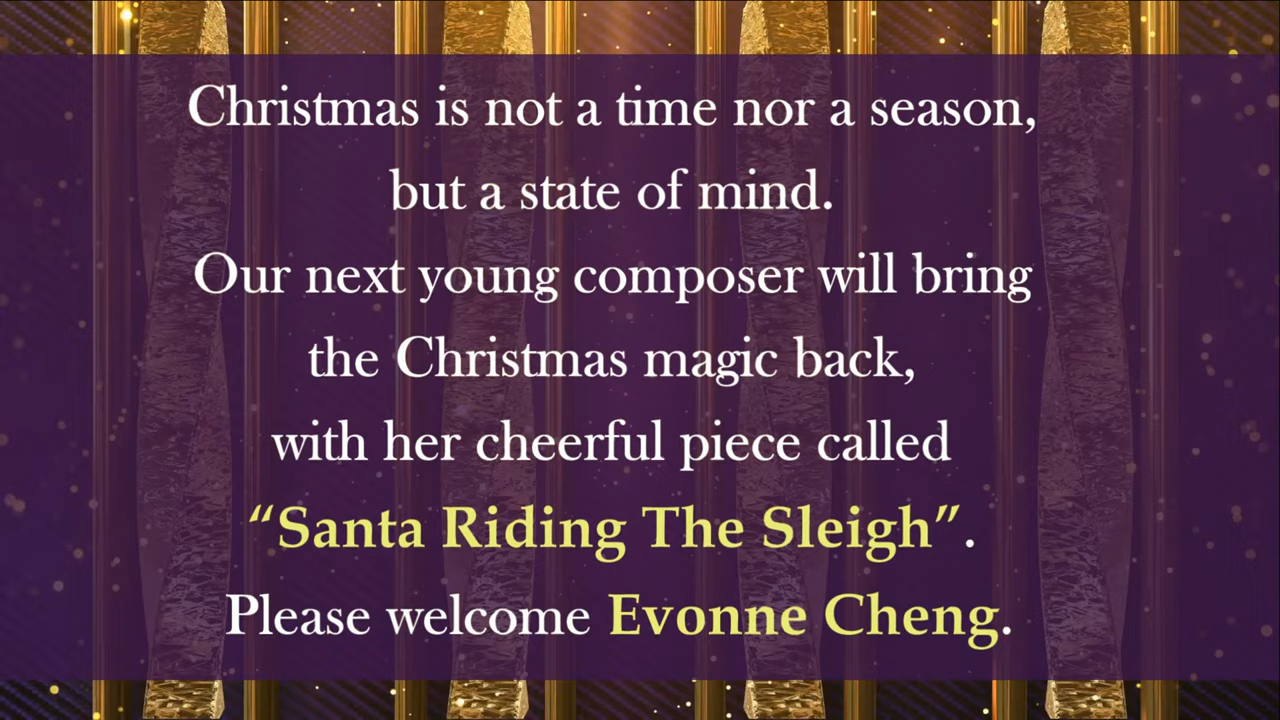 Christmas is not a time nor a season,
but a state of mind.
Our next young composer will bring
the Christmas magic back,
with her cheerful piece called
“Santa Riding The Sleigh”.
Please welcome Evonne Cheng.